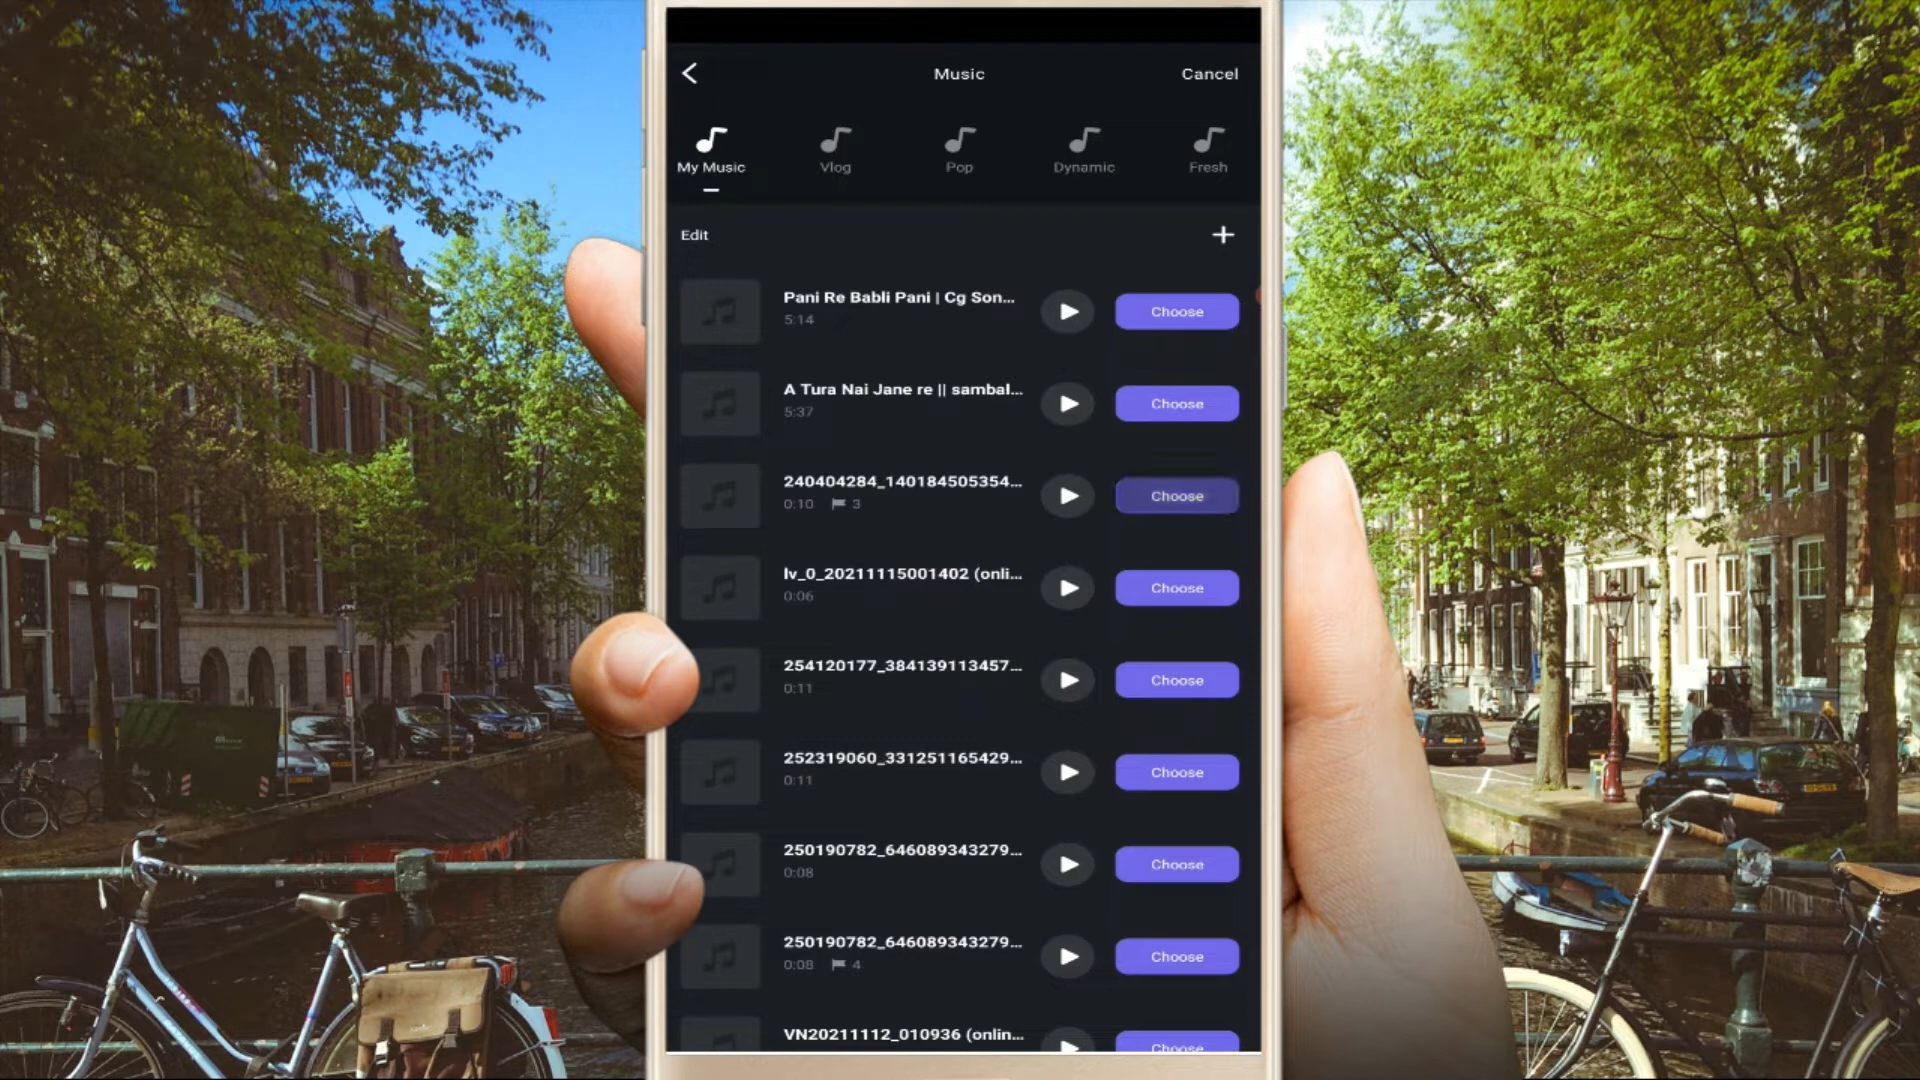 Music
Cancel
My Music
Vlog
Pop
Dynamic
Fresh
Edit
Pani Re Babli Pani | Cg Son...
5:14
Choose
A Tura Nai Jane re || sambal...
5:37
Choose
240404284_140184505354...
0:10
3
Choose
lv_0_20211115001402 (onli...
0:06
Choose
254120177_384139113457...
0:11
Choose
252319060_331251165429...
0:11
Choose
250190782_646089343279...
0:08
Choose
250190782_646089343279...
0:08
4
Choose
VN20211112_010936 (onlin...
Choose